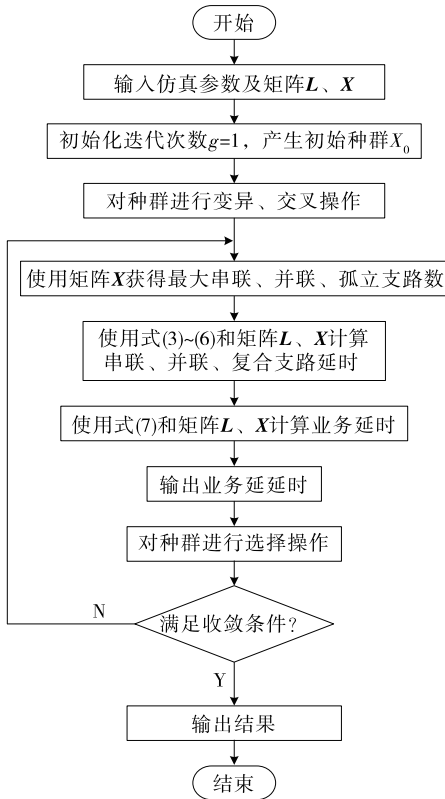 开始
输入仿真参数及矩阵L、X
初始化迭代次数g=1，产生初始种群X₀
对种群进行变异、交叉操作
使用矩阵X获得最大串联、并联、孤立支路数
使用式(3)~(6)和矩阵L、X计算
串联、并联、复合支路延时
使用式(7)和矩阵L、X计算业务延时
输出业务延延时
对种群进行选择操作
满足收敛条件?
N
Y
输出结果
结束